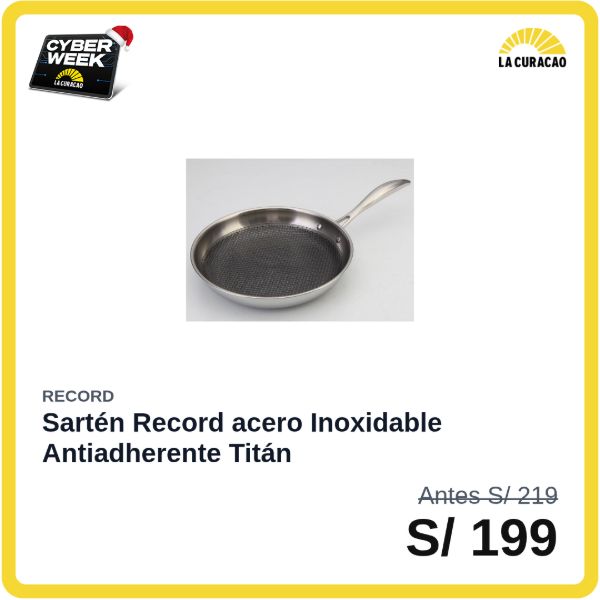 CYBER
WEEK
LA CURACAO
LA CURACAO
RECORD
Sartén Record acero Inoxidable
Antiadherente Titán
Antes S/ 219
S/ 199